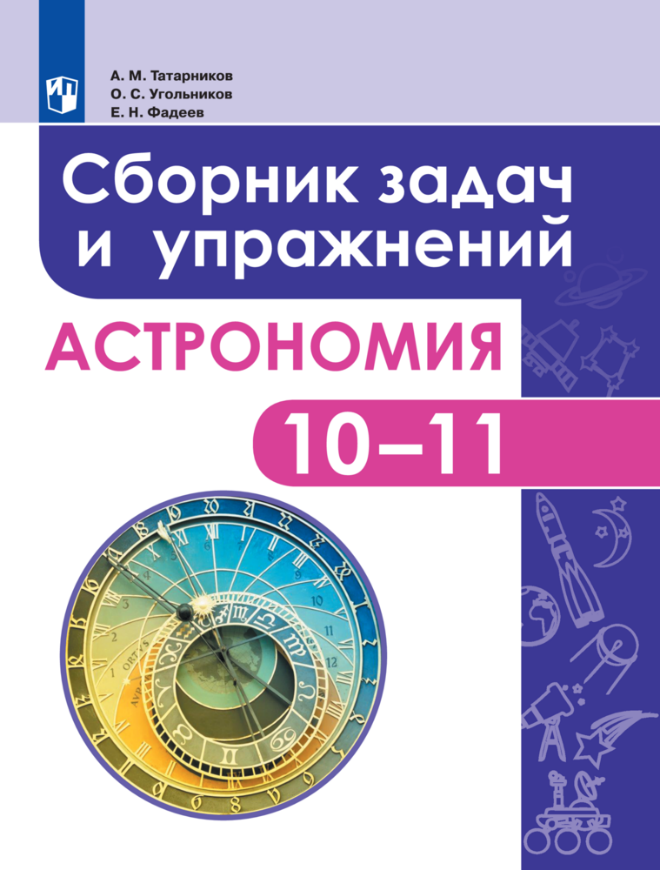 А. М. Татарников
О. С. Угольников
Е. Н. Фадеев
Сборник задач
и упражнений
АСТРОНОМИЯ
10–11